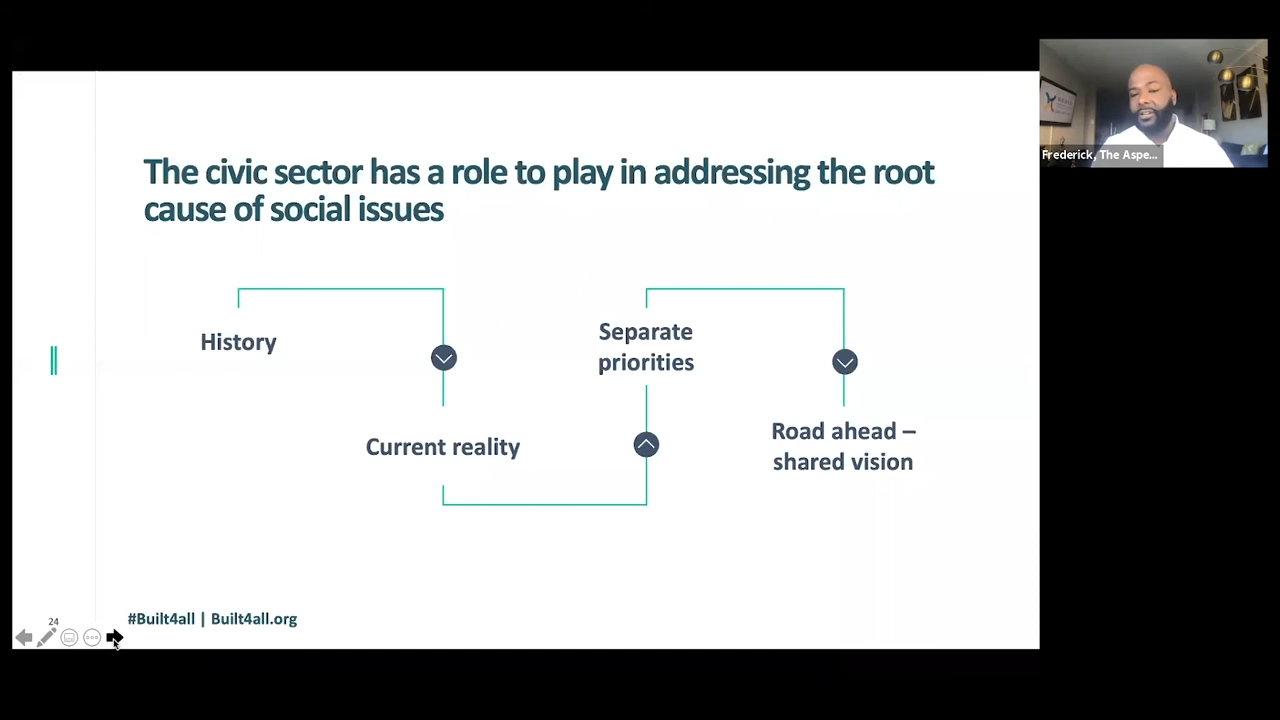 The civic sector has a role to play in addressing the root
cause of social issues
History
Current reality
Separate
priorities
Road ahead –
shared vision
24
#Built4all | Built4all.org
Frederick, The Aspe...